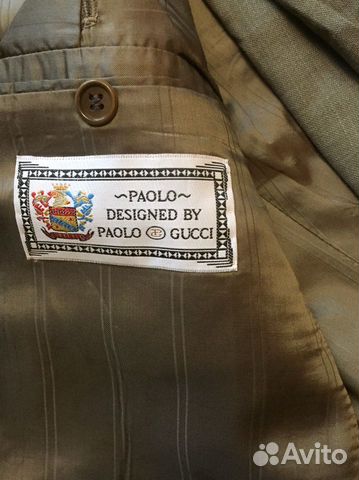 ~PAOLO~
DESIGNED BY
PAOLO GUCCI
Avito